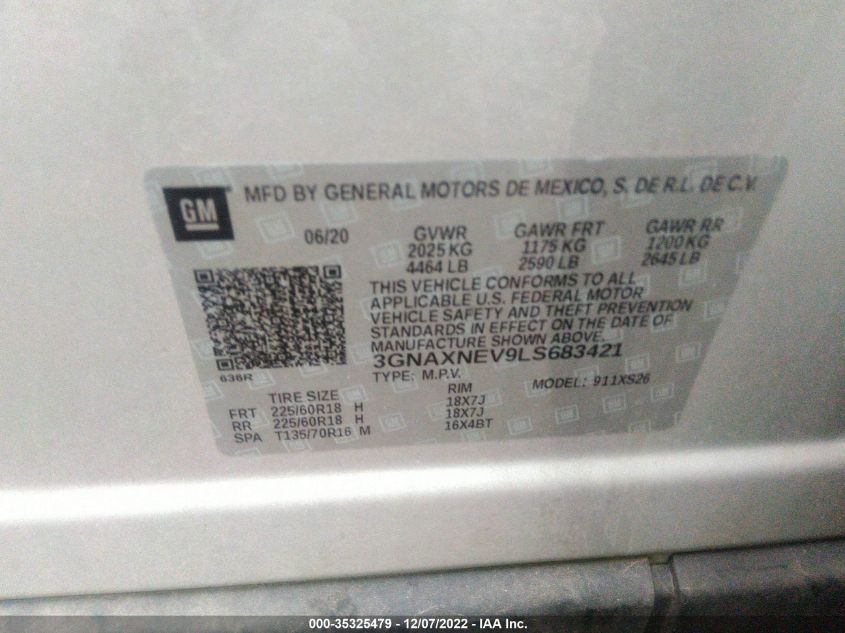 GM
MFD BY GENERAL MOTORS DE MEXICO, S. DE R.L. DE C.V.
06/20
GVWR GAWR FRT GAWR RR
2025 KG 1175 KG 1200 KG
4464 LB 2590 LB 2645 LB
THIS VEHICLE CONFORMS TO ALL
APPLICABLE U.S. FEDERAL MOTOR
VEHICLE SAFETY AND THEFT PREVENTION
STANDARDS IN EFFECT ON THE DATE OF
MANUFACTURE SHOWN ABOVE.
3GNAXNEV9LS683421
636R
TYPE: M.P.V. MODEL: 911XS26
TIRE SIZE RIM
FRT 225/60R18 H 18X7J
RR 225/60R18 H 18X7J
SPA T135/70R16 M 16X4BT
000-35325479 - 12/07/2022 - IAA Inc.